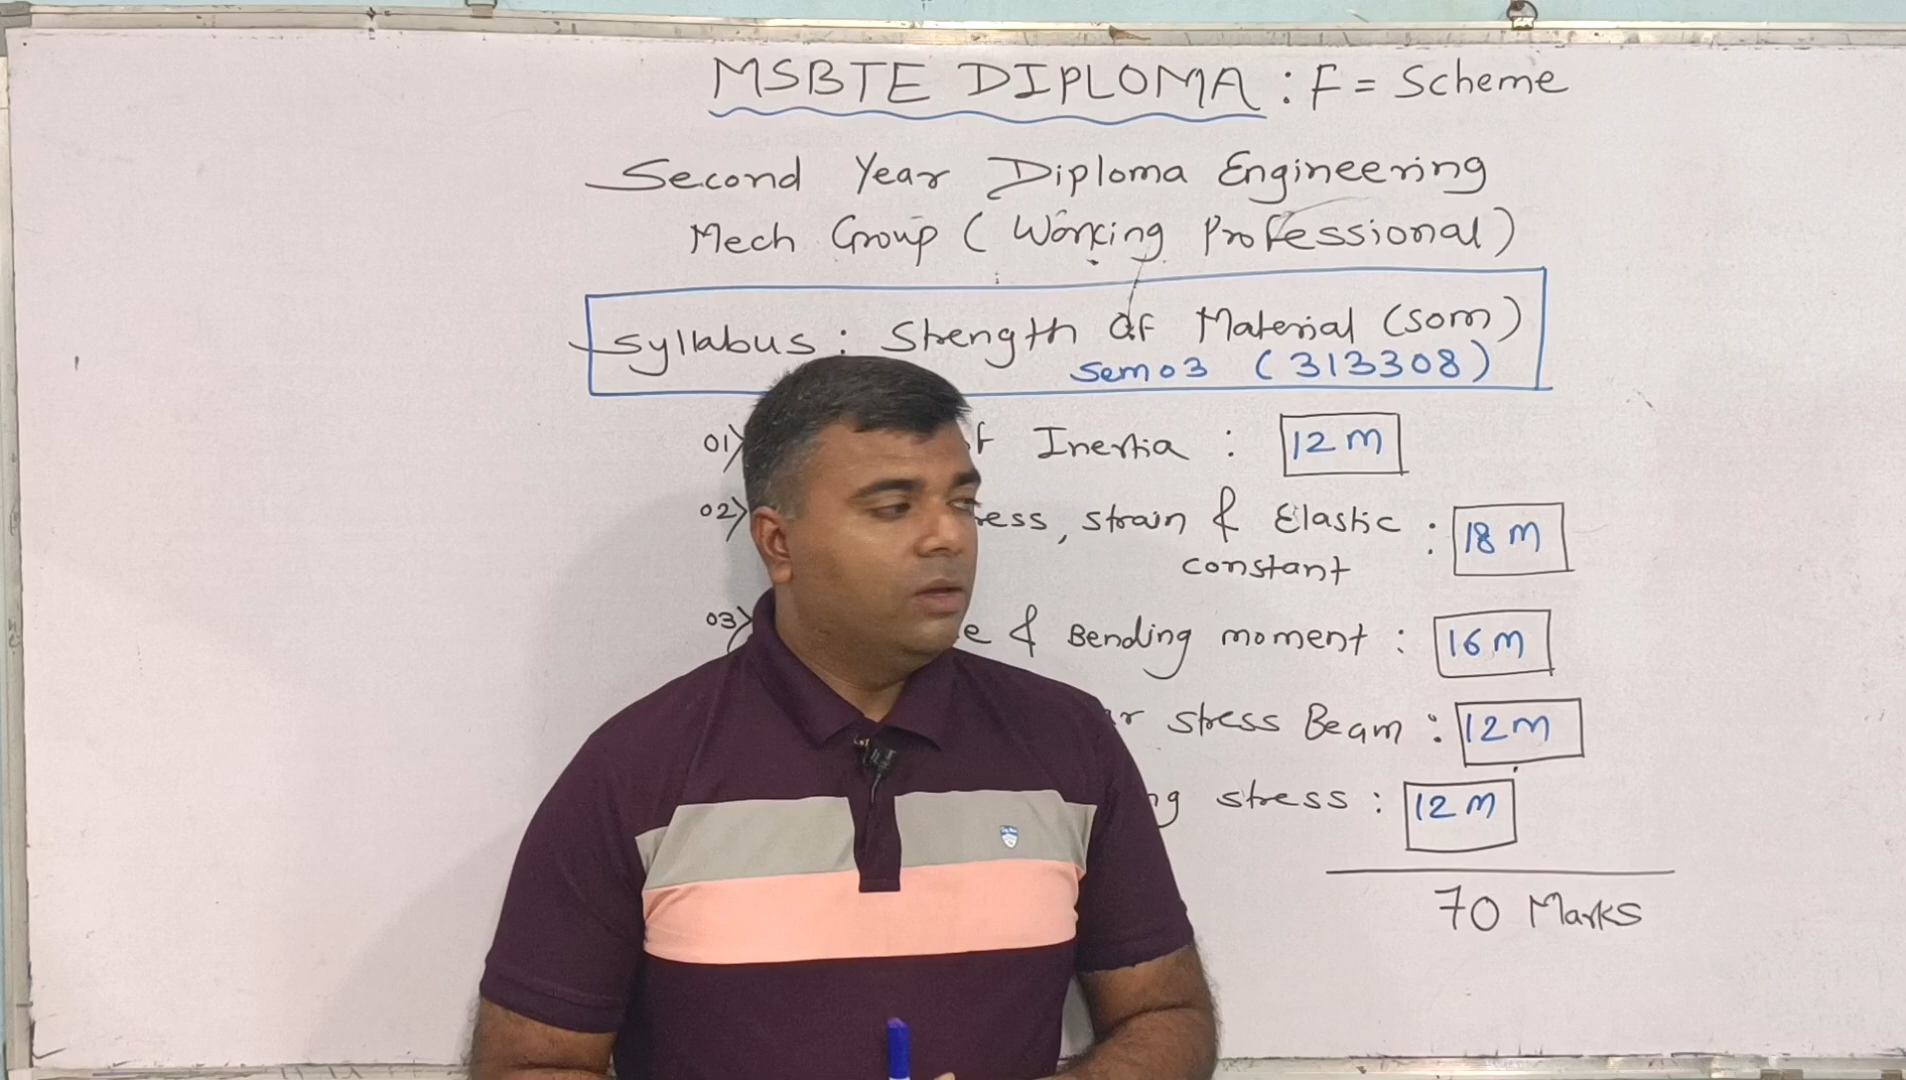 MSBTE DIPLOMA : F = Scheme
Second Year Diploma Engineering
Mech Group (Working Professional)
Syllabus : Strength of Material (SOM)
Sem 03 (313308)
01) Inertia : 12 M
02) stress, strain & Elastic : 18 M
constant
03) & Bending moment : 16 M
stress Beam : 12 M
stress : 12 M
70 Marks